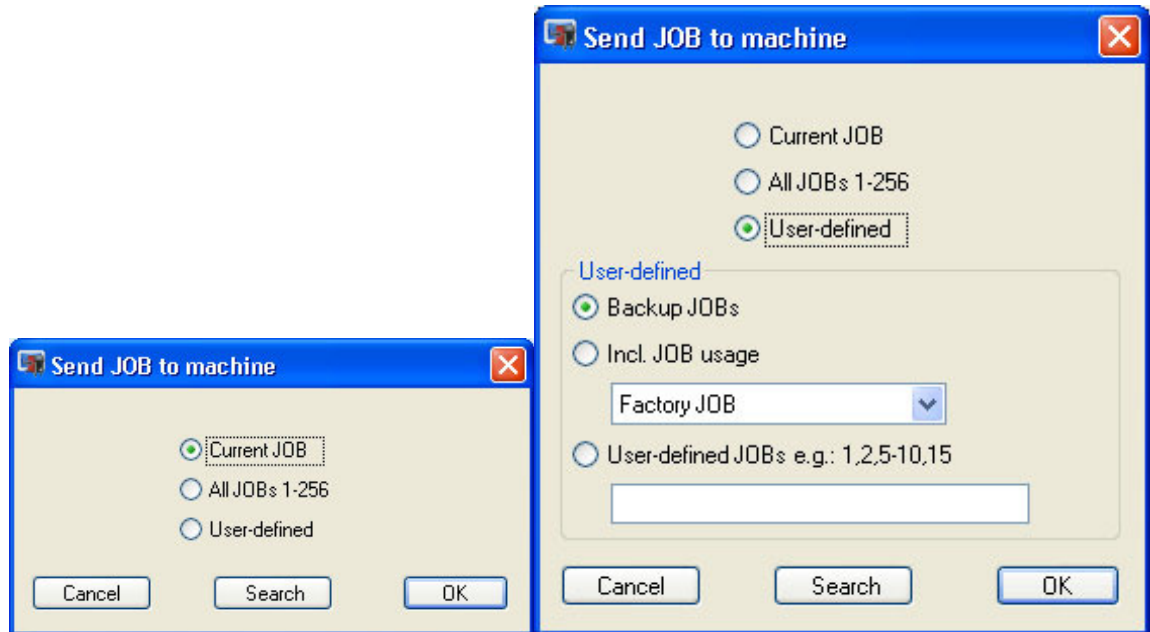 Send JOB to machine
Current JOB
All JOBs 1-256
User-defined
Cancel
Search
OK
Send JOB to machine
Current JOB
All JOBs 1-256
User-defined
User-defined
Backup JOBs
Incl. JOB usage
Factory JOB
User-defined JOBs e.g.: 1,2,5-10,15
Cancel
Search
OK